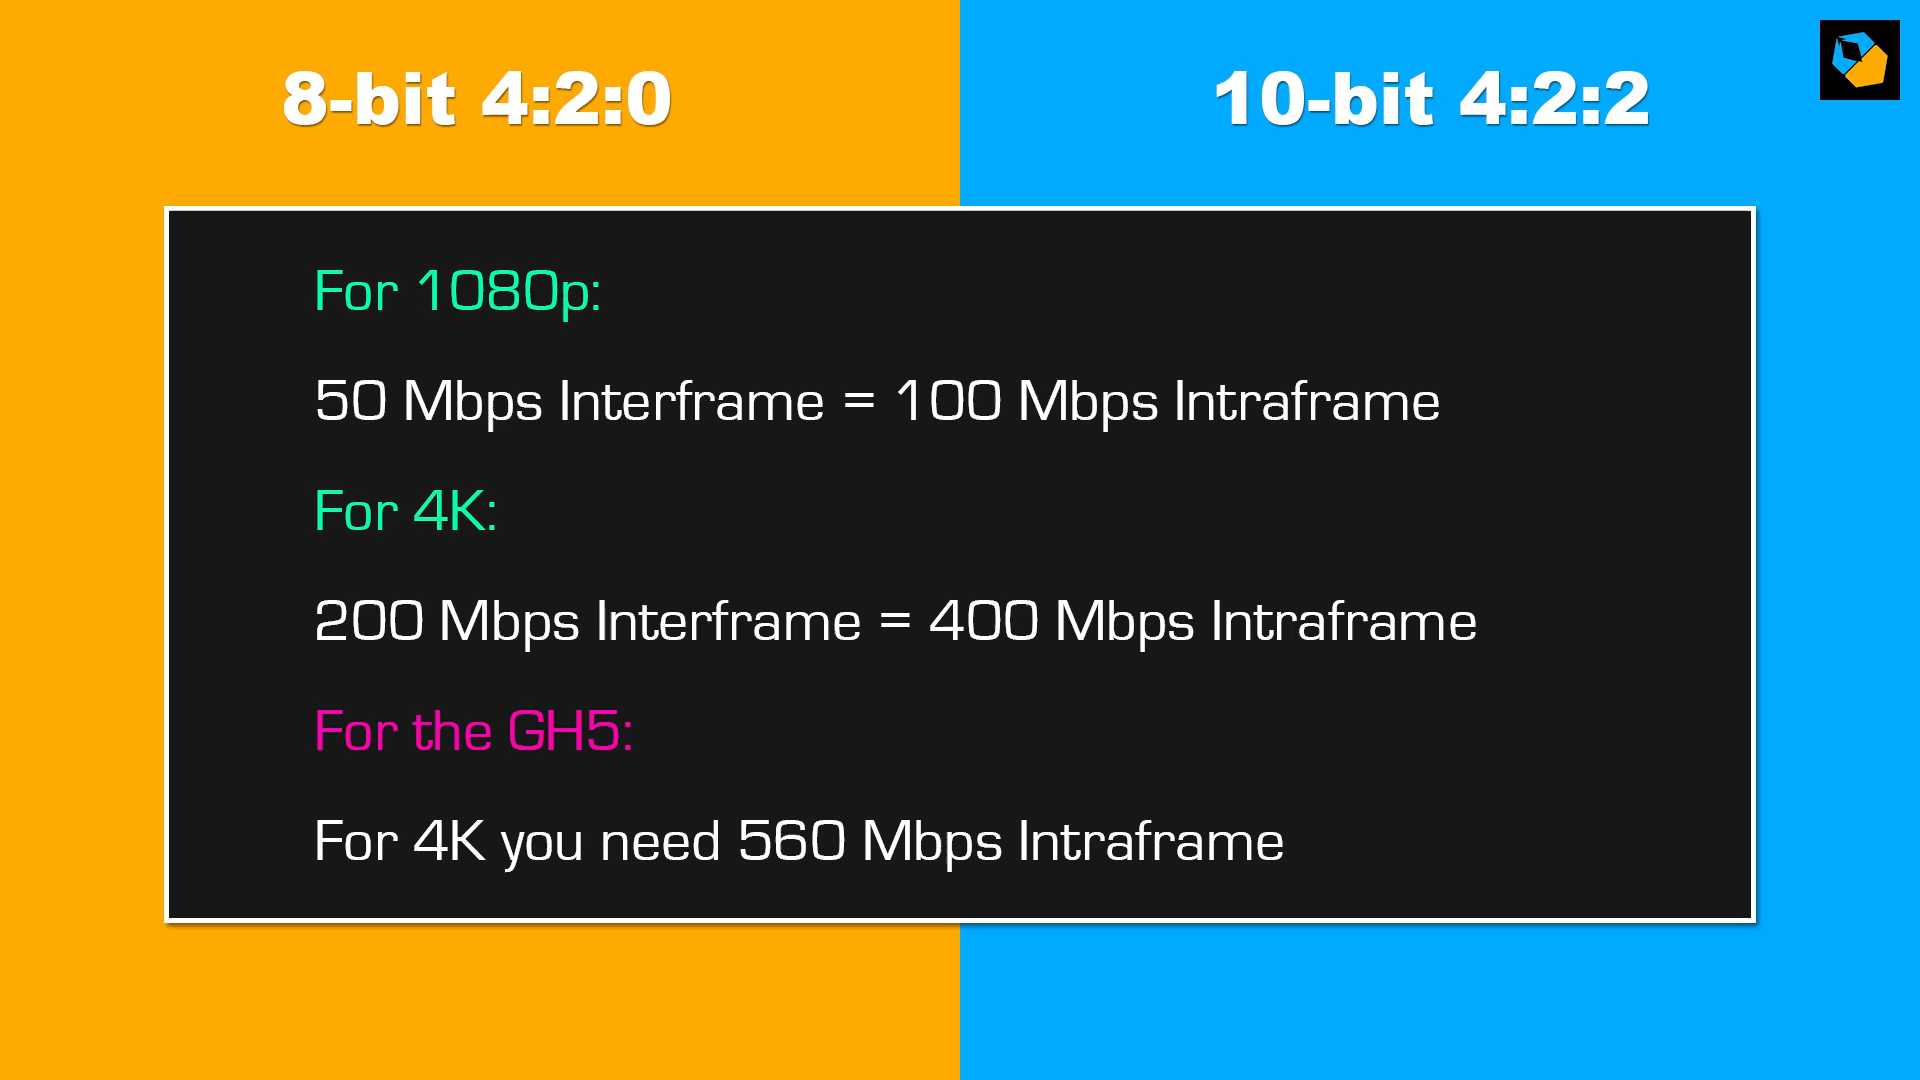 8-bit 4:2:0
10-bit 4:2:2
For 1080p:
50 Mbps Interframe = 100 Mbps Intraframe
For 4K:
200 Mbps Interframe = 400 Mbps Intraframe
For the GH5:
For 4K you need 560 Mbps Intraframe